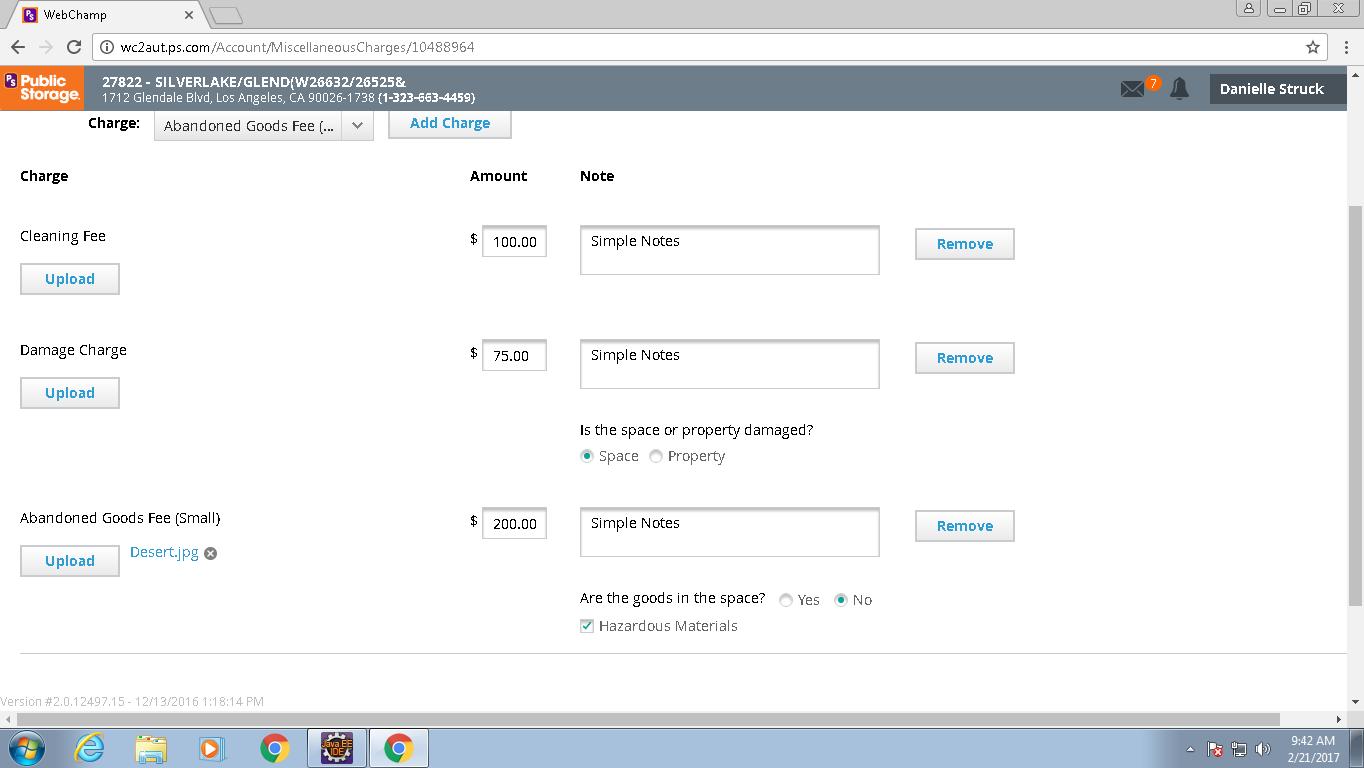 WebChamp
wc2aut.ps.com/Account/MiscellaneousCharges/10488964
PS Public Storage.
27822 - SILVERLAKE/GLEND(W26632/26525&
1712 Glendale Blvd, Los Angeles, CA 90026-1738 (1-323-663-4459)
7
Danielle Struck
Charge: Abandoned Goods Fee (... Add Charge
Charge Amount Note
Cleaning Fee $ 100.00 Simple Notes Remove
Upload
Damage Charge $ 75.00 Simple Notes Remove
Upload
Is the space or property damaged?
Space Property
Abandoned Goods Fee (Small) $ 200.00 Simple Notes Remove
Upload Desert.jpg
Are the goods in the space? Yes No
Hazardous Materials
Version #2.0.12497.15 - 12/13/2016 1:18:14 PM
Java EE IDE
9:42 AM
2/21/2017